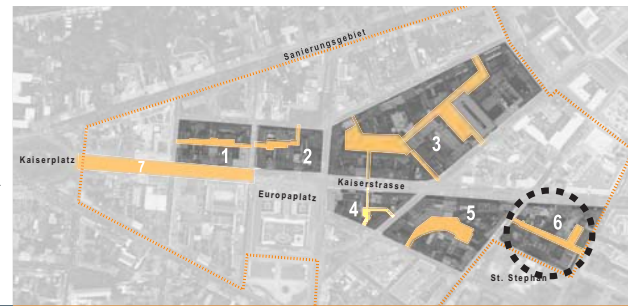 Sanierungsgebiet
3
1
2
Kaiserplatz
7
Kaiserstrasse
Europaplatz
4
5
6
St. Stephan